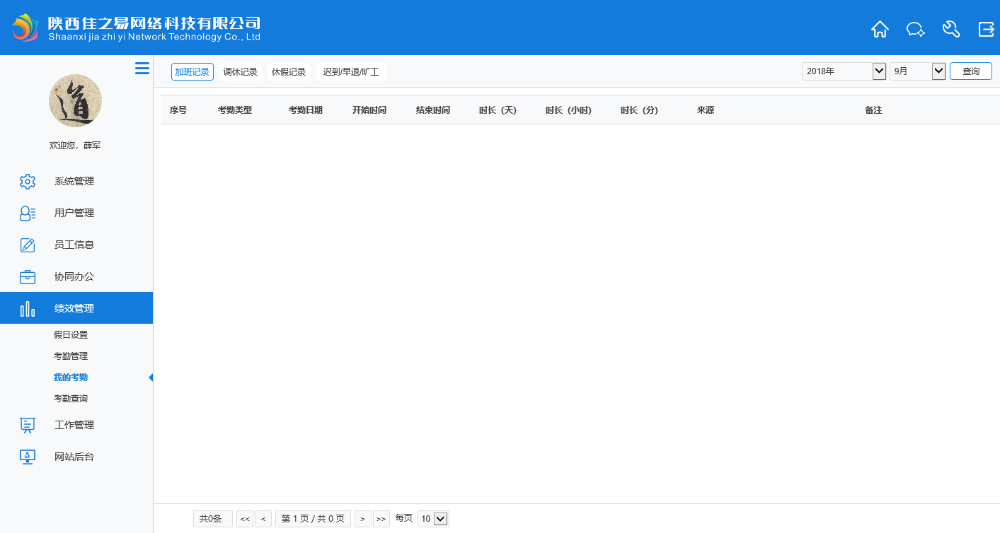 陕西佳之易网络科技有限公司
Shaanxi jia zhi yi Network Technology Co., Ltd
道
欢迎您，薛军
系统管理
用户管理
员工信息
协同办公
绩效管理
假日设置
考勤管理
我的考勤
考勤查询
工作管理
网站后台
加班记录 调休记录 休假记录 迟到/早退/旷工 2018年 9月 查询
序号 考勤类型 考勤日期 开始时间 结束时间 时长（天） 时长（小时） 时长（分） 来源 备注
共0条 << < 第 1 页 / 共 0 页 > >> 每页 10